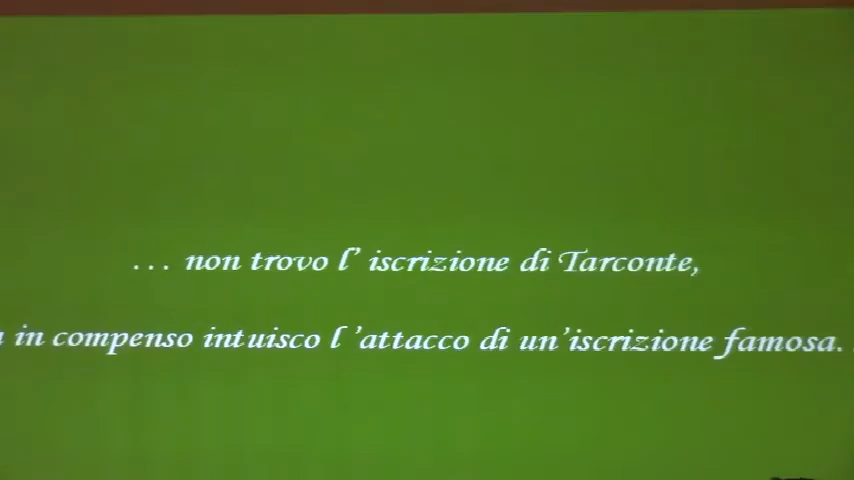 ... non trovo l' iscrizione di Tarconte,
in compenso intuisco l 'attacco di un'iscrizione famosa.